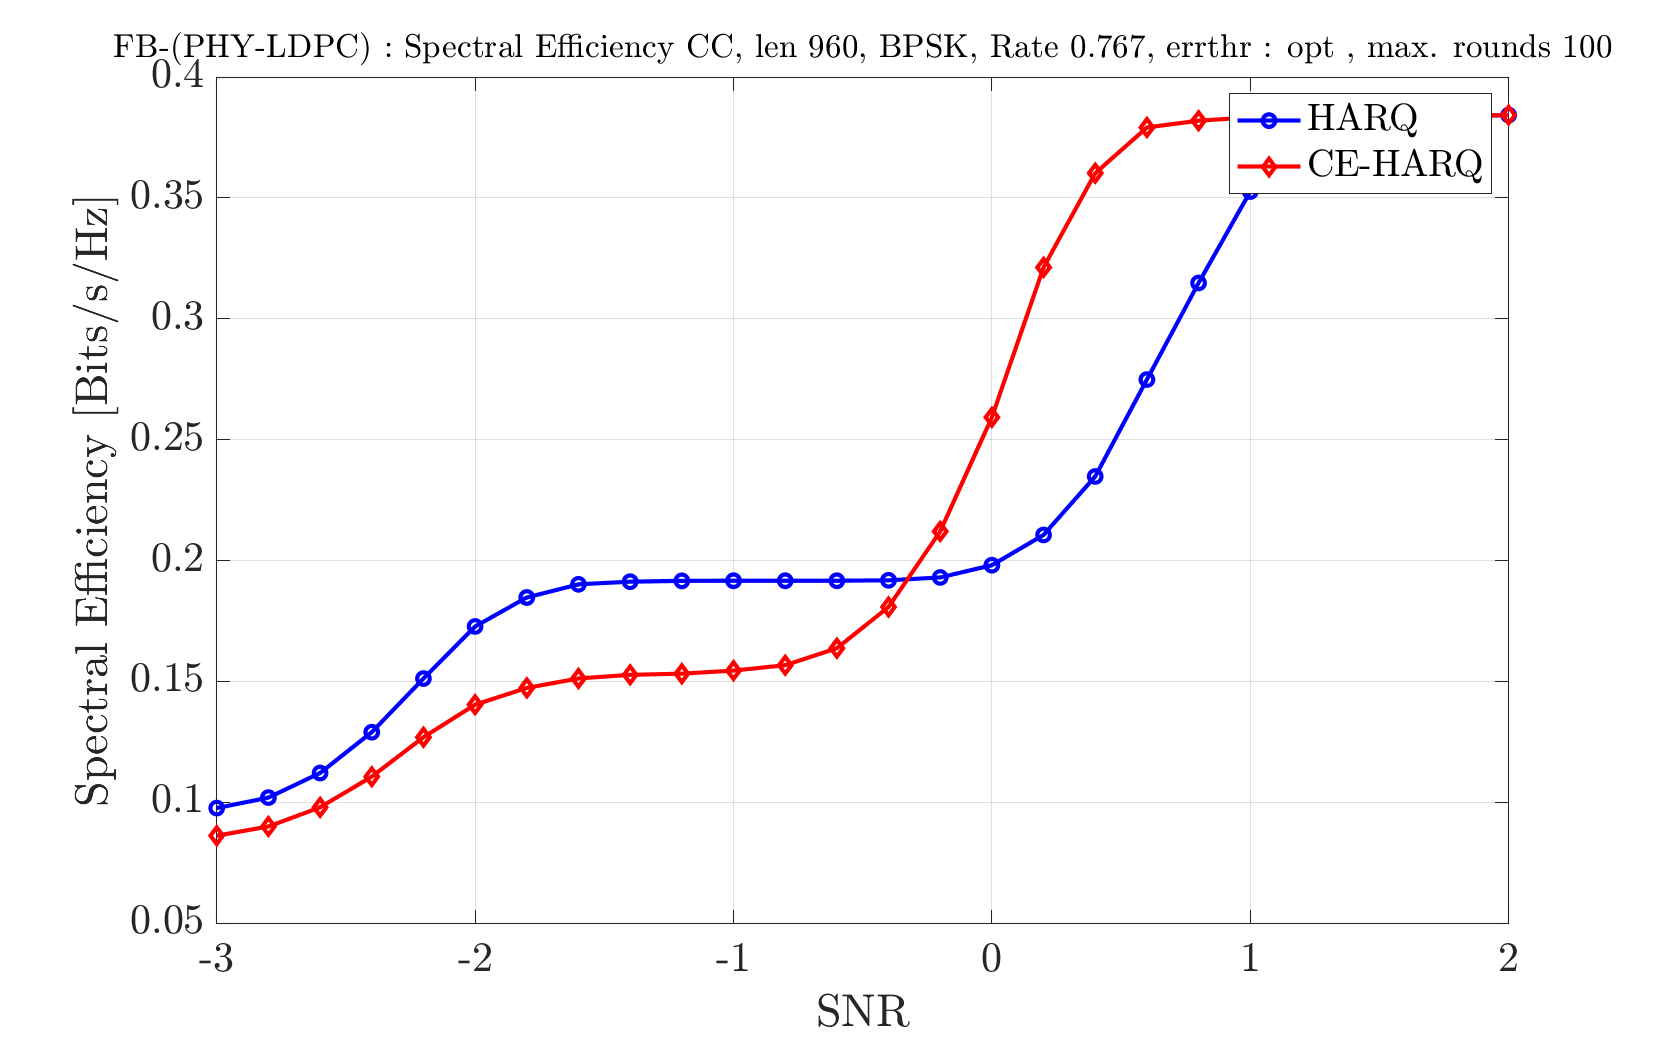 FB-(PHY-LDPC) : Spectral Efficiency CC, len 960, BPSK, Rate 0.767, errthr : opt , max. rounds 100
0.4
0.35
0.3
0.25
0.2
0.15
0.1
0.05
Spectral Efficiency [Bits/s/Hz]
HARQ
CE-HARQ
-3 -2 -1 0 1 2
SNR